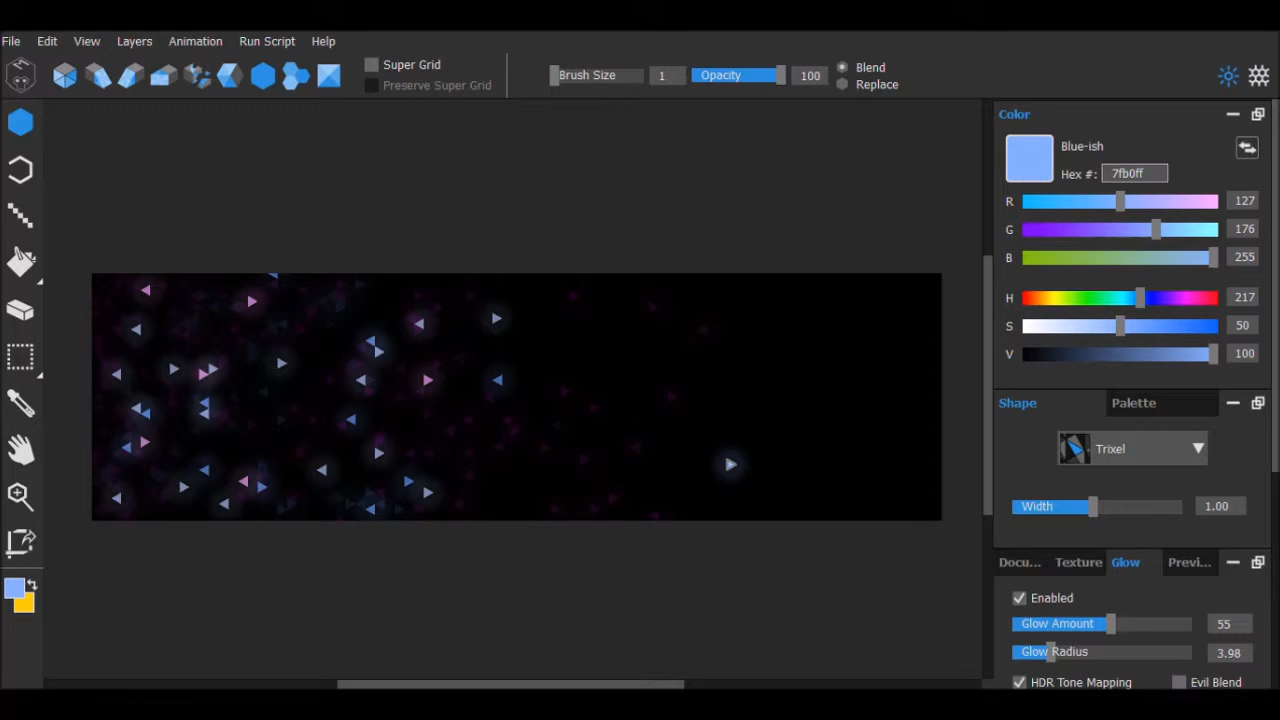 File Edit View Layers Animation Run Script Help
Super Grid
Preserve Super Grid
Brush Size 1 Opacity 100
Blend
Replace
Color
Blue-ish
Hex #: 7fb0ff
R 127
G 176
B 255
H 217
S 50
V 100
Shape Palette
Trixel
Width 1.00
Docu... Texture Glow Previ...
Enabled
Glow Amount 55
Glow Radius 3.98
HDR Tone Mapping Evil Blend